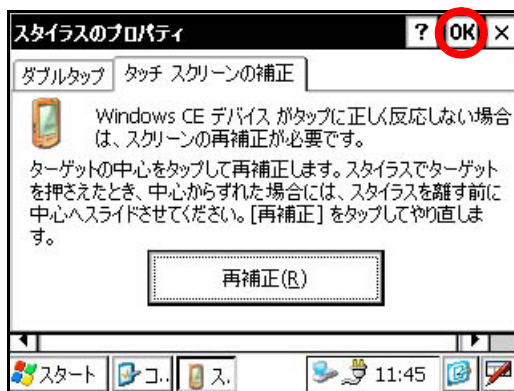 スタイラスのプロパティ ? OK ×
ダブルタップ タッチ スクリーンの補正
Windows CE デバイス がタップに正しく反応しない場合
は、スクリーンの再補正が必要です。
ターゲットの中心をタップして再補正します。スタイラスでターゲット
を押さえたとき、中心からずれた場合には、スタイラスを離す前に
中心へスライドさせてください。[再補正] をタップしてやり直しま
す。
再補正(R)
スタート コ.. ス. 11:45